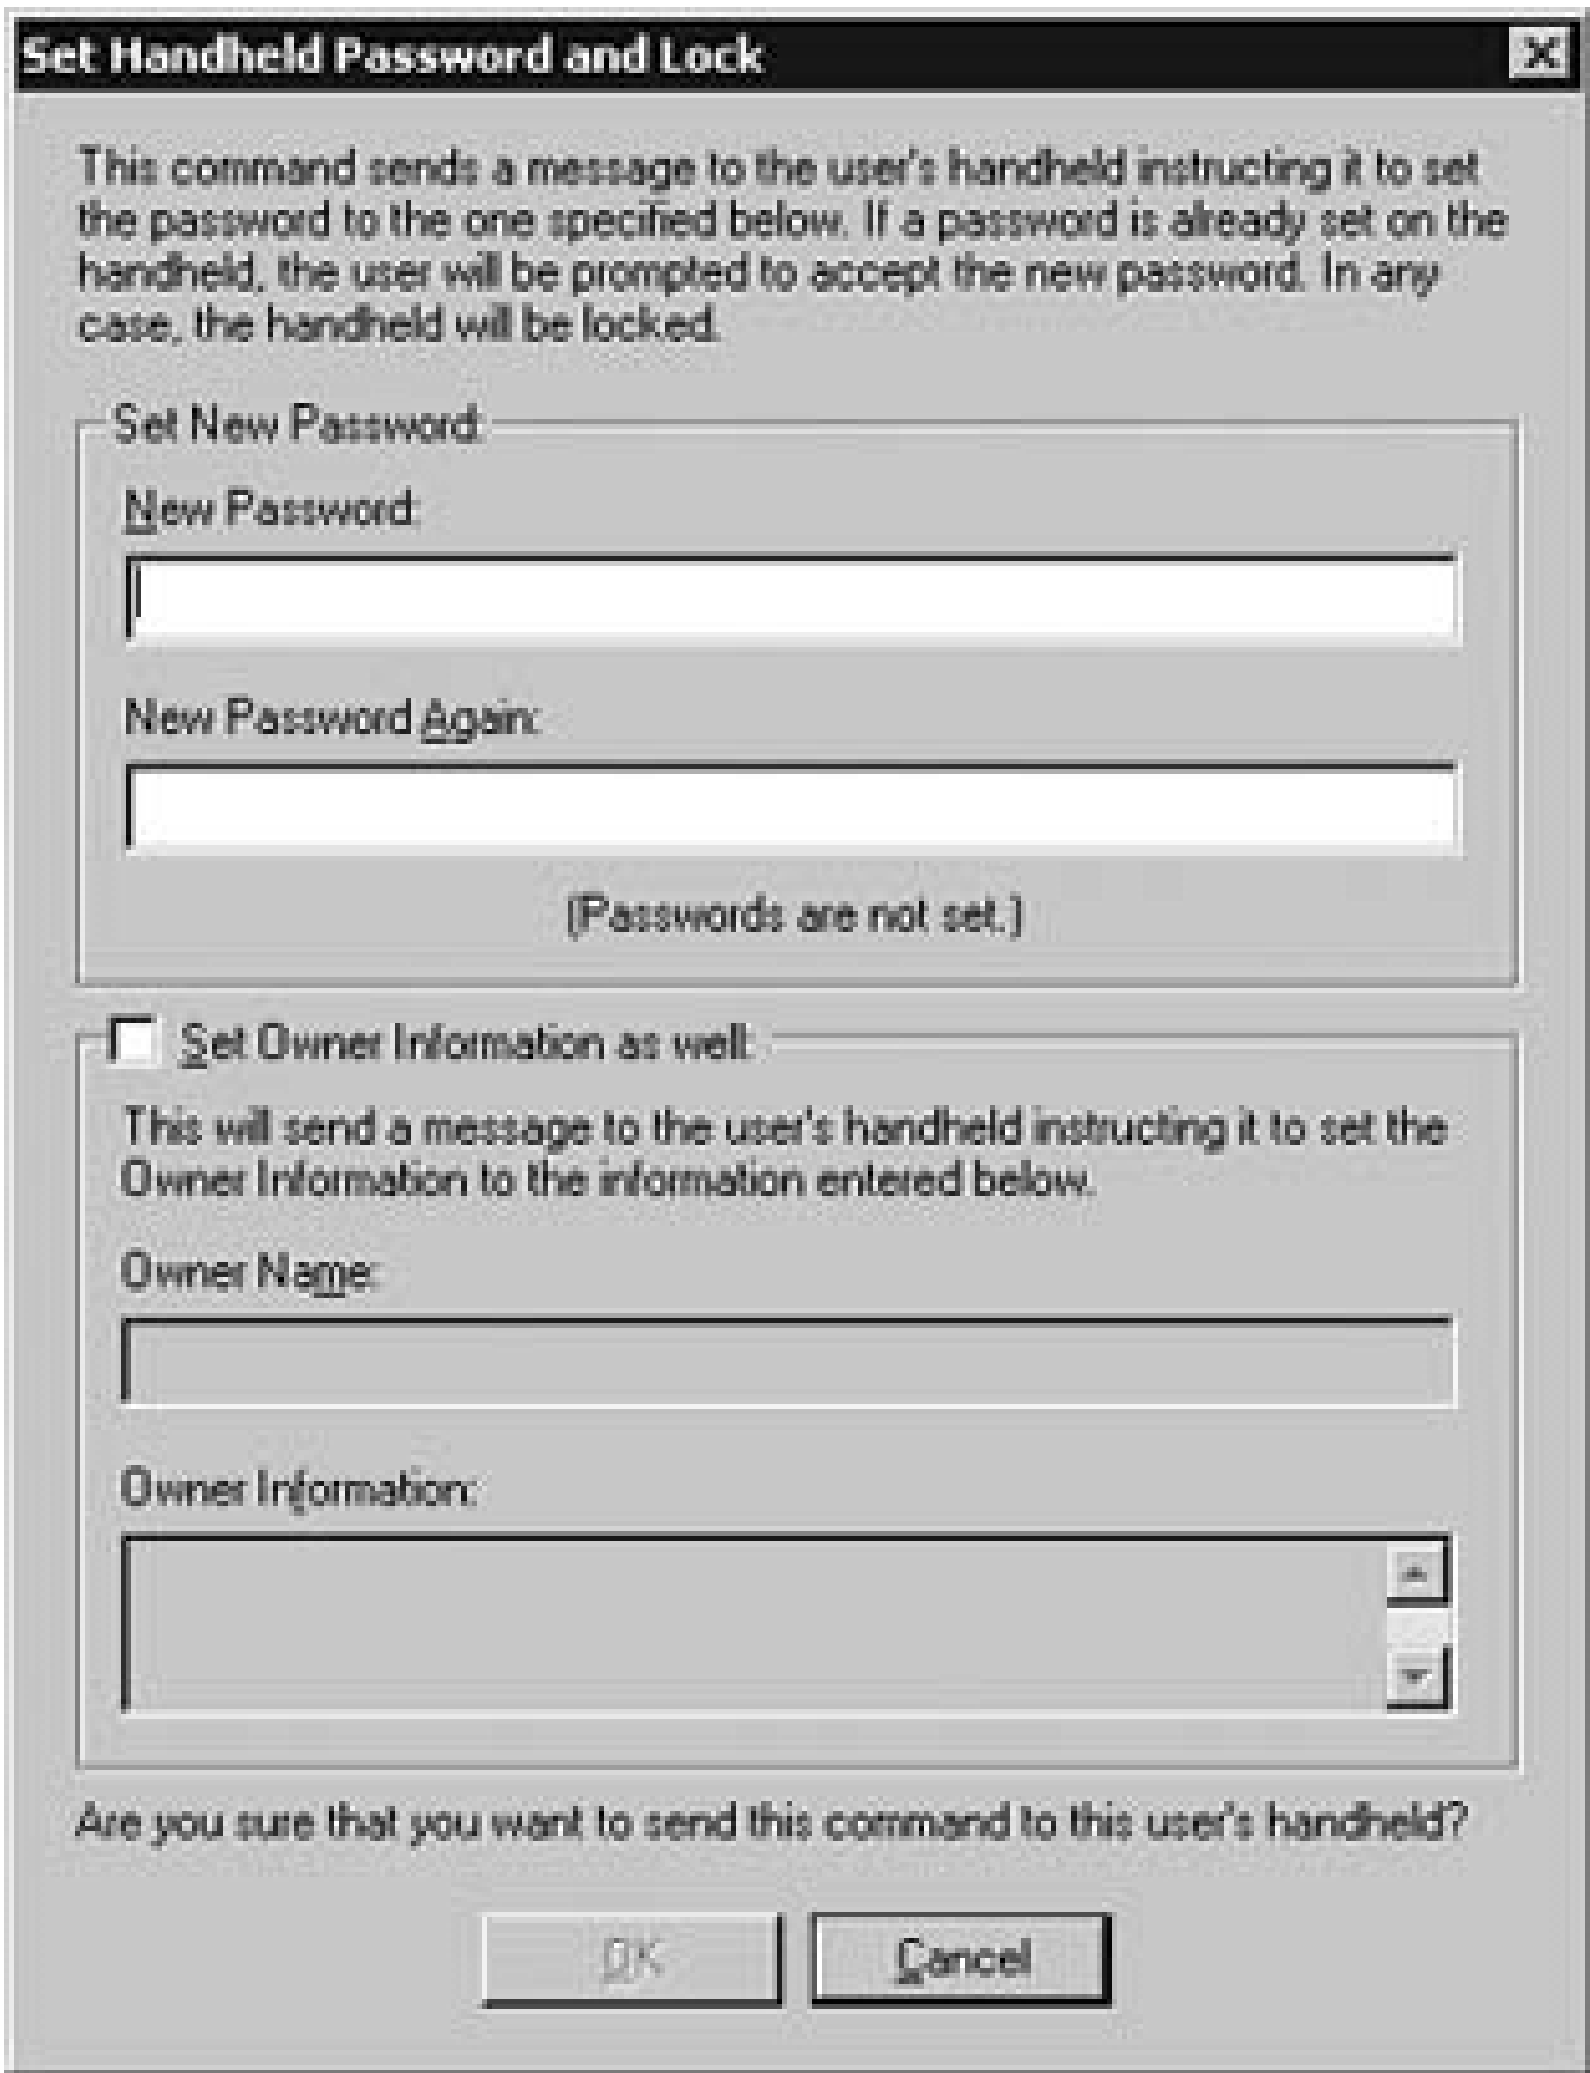 Set Handheld Password and Lock
This command sends a message to the user's handheld instructing it to set
the password to the one specified below. If a password is already set on the
handheld, the user will be prompted to accept the new password. In any
case, the handheld will be locked.
Set New Password:
New Password:
New Password Again:
(Passwords are not set.)
Set Owner Information as well:
This will send a message to the user's handheld instructing it to set the
Owner Information to the information entered below.
Owner Name:
Owner Information:
Are you sure that you want to send this command to this user's handheld?
OK
Cancel